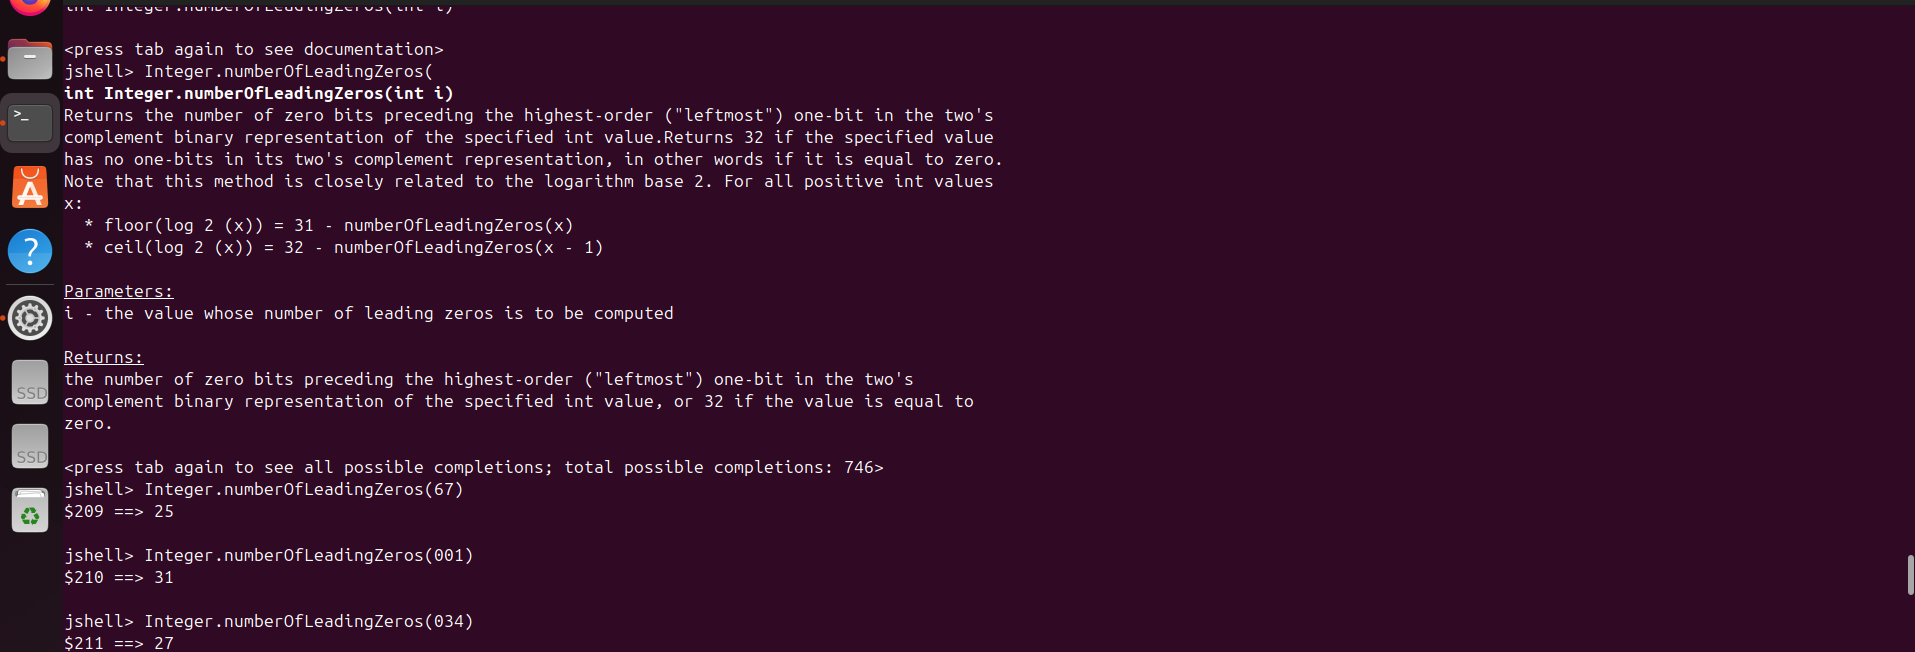 int Integer.numberOfLeadingZeros(int i)
<press tab again to see documentation>
jshell> Integer.numberOfLeadingZeros(
int Integer.numberOfLeadingZeros(int i)
Returns the number of zero bits preceding the highest-order ("leftmost") one-bit in the two's
complement binary representation of the specified int value.Returns 32 if the specified value
has no one-bits in its two's complement representation, in other words if it is equal to zero.
Note that this method is closely related to the logarithm base 2. For all positive int values
x:
  * floor(log 2 (x)) = 31 - numberOfLeadingZeros(x)
  * ceil(log 2 (x)) = 32 - numberOfLeadingZeros(x - 1)
Parameters:
i - the value whose number of leading zeros is to be computed
Returns:
the number of zero bits preceding the highest-order ("leftmost") one-bit in the two's
complement binary representation of the specified int value, or 32 if the value is equal to
zero.
<press tab again to see all possible completions; total possible completions: 746>
jshell> Integer.numberOfLeadingZeros(67)
$209 ==> 25
jshell> Integer.numberOfLeadingZeros(001)
$210 ==> 31
jshell> Integer.numberOfLeadingZeros(034)
$211 ==> 27
>_
A
?
SSD
SSD